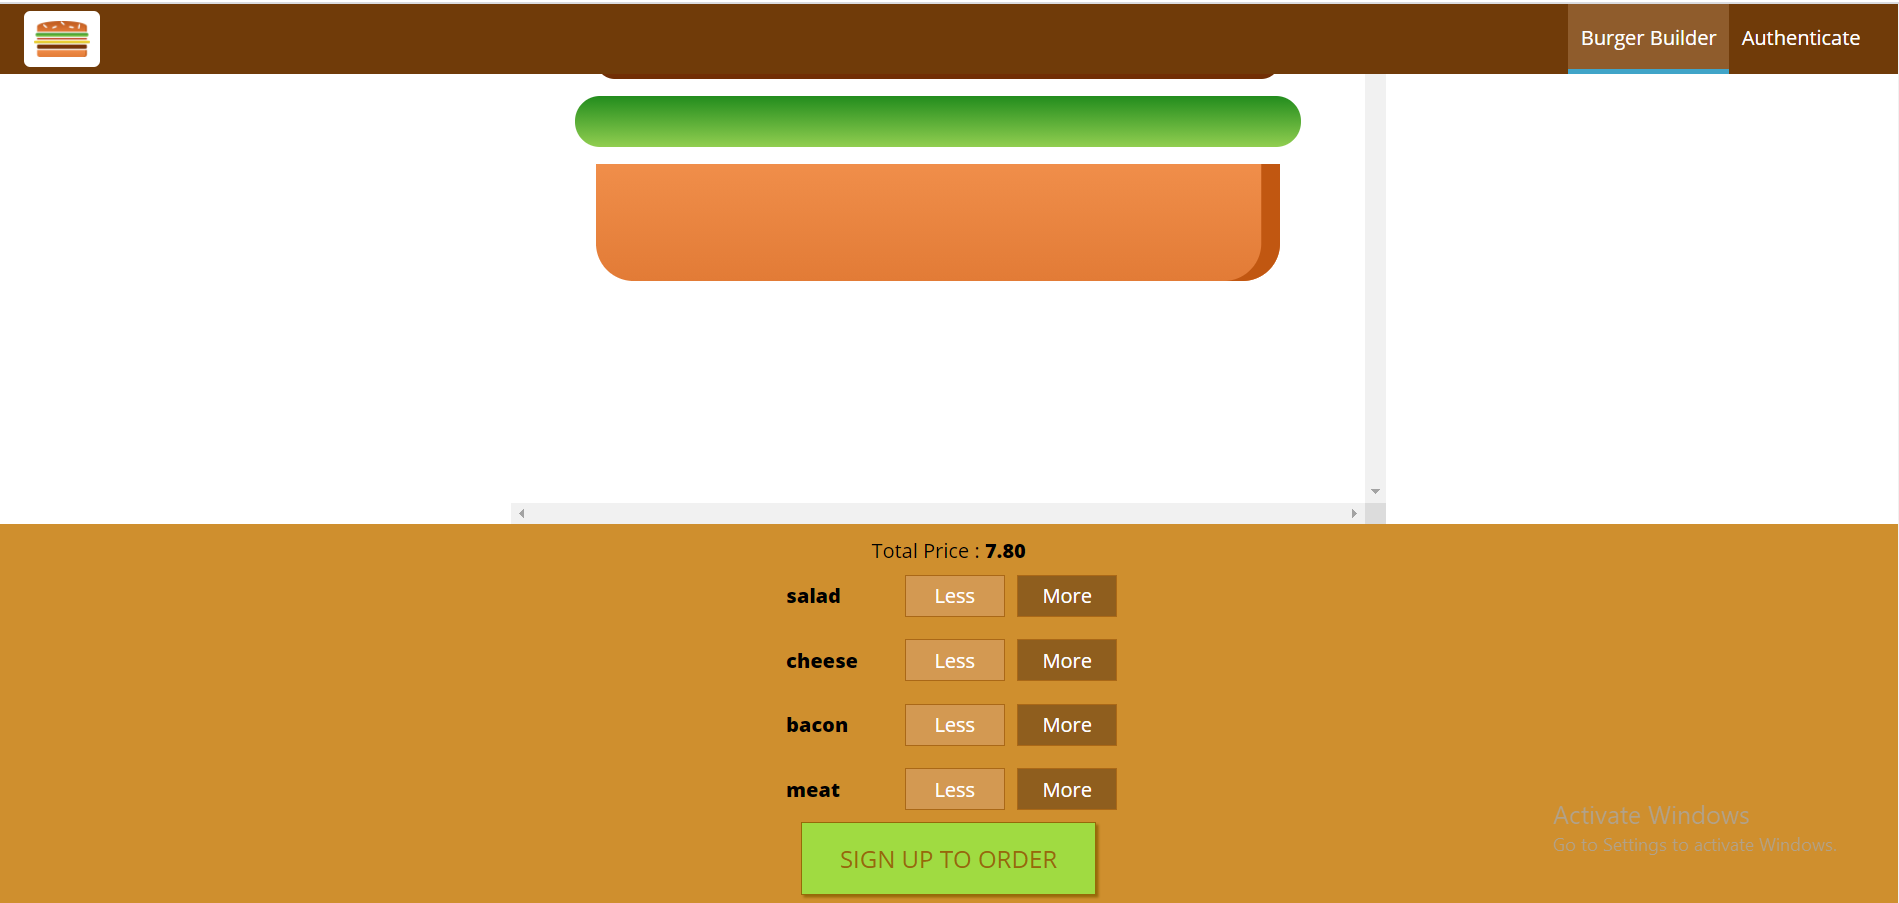 Burger Builder Authenticate
Total Price : 7.80
salad Less More
cheese Less More
bacon Less More
meat Less More
SIGN UP TO ORDER
Activate Windows
Go to Settings to activate Windows.